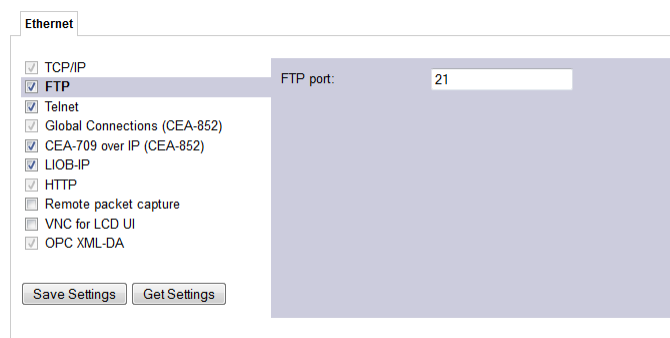 Ethernet
TCP/IP
FTP
FTP port: 21
Telnet
Global Connections (CEA-852)
CEA-709 over IP (CEA-852)
LIOB-IP
HTTP
Remote packet capture
VNC for LCD UI
OPC XML-DA
Save Settings Get Settings